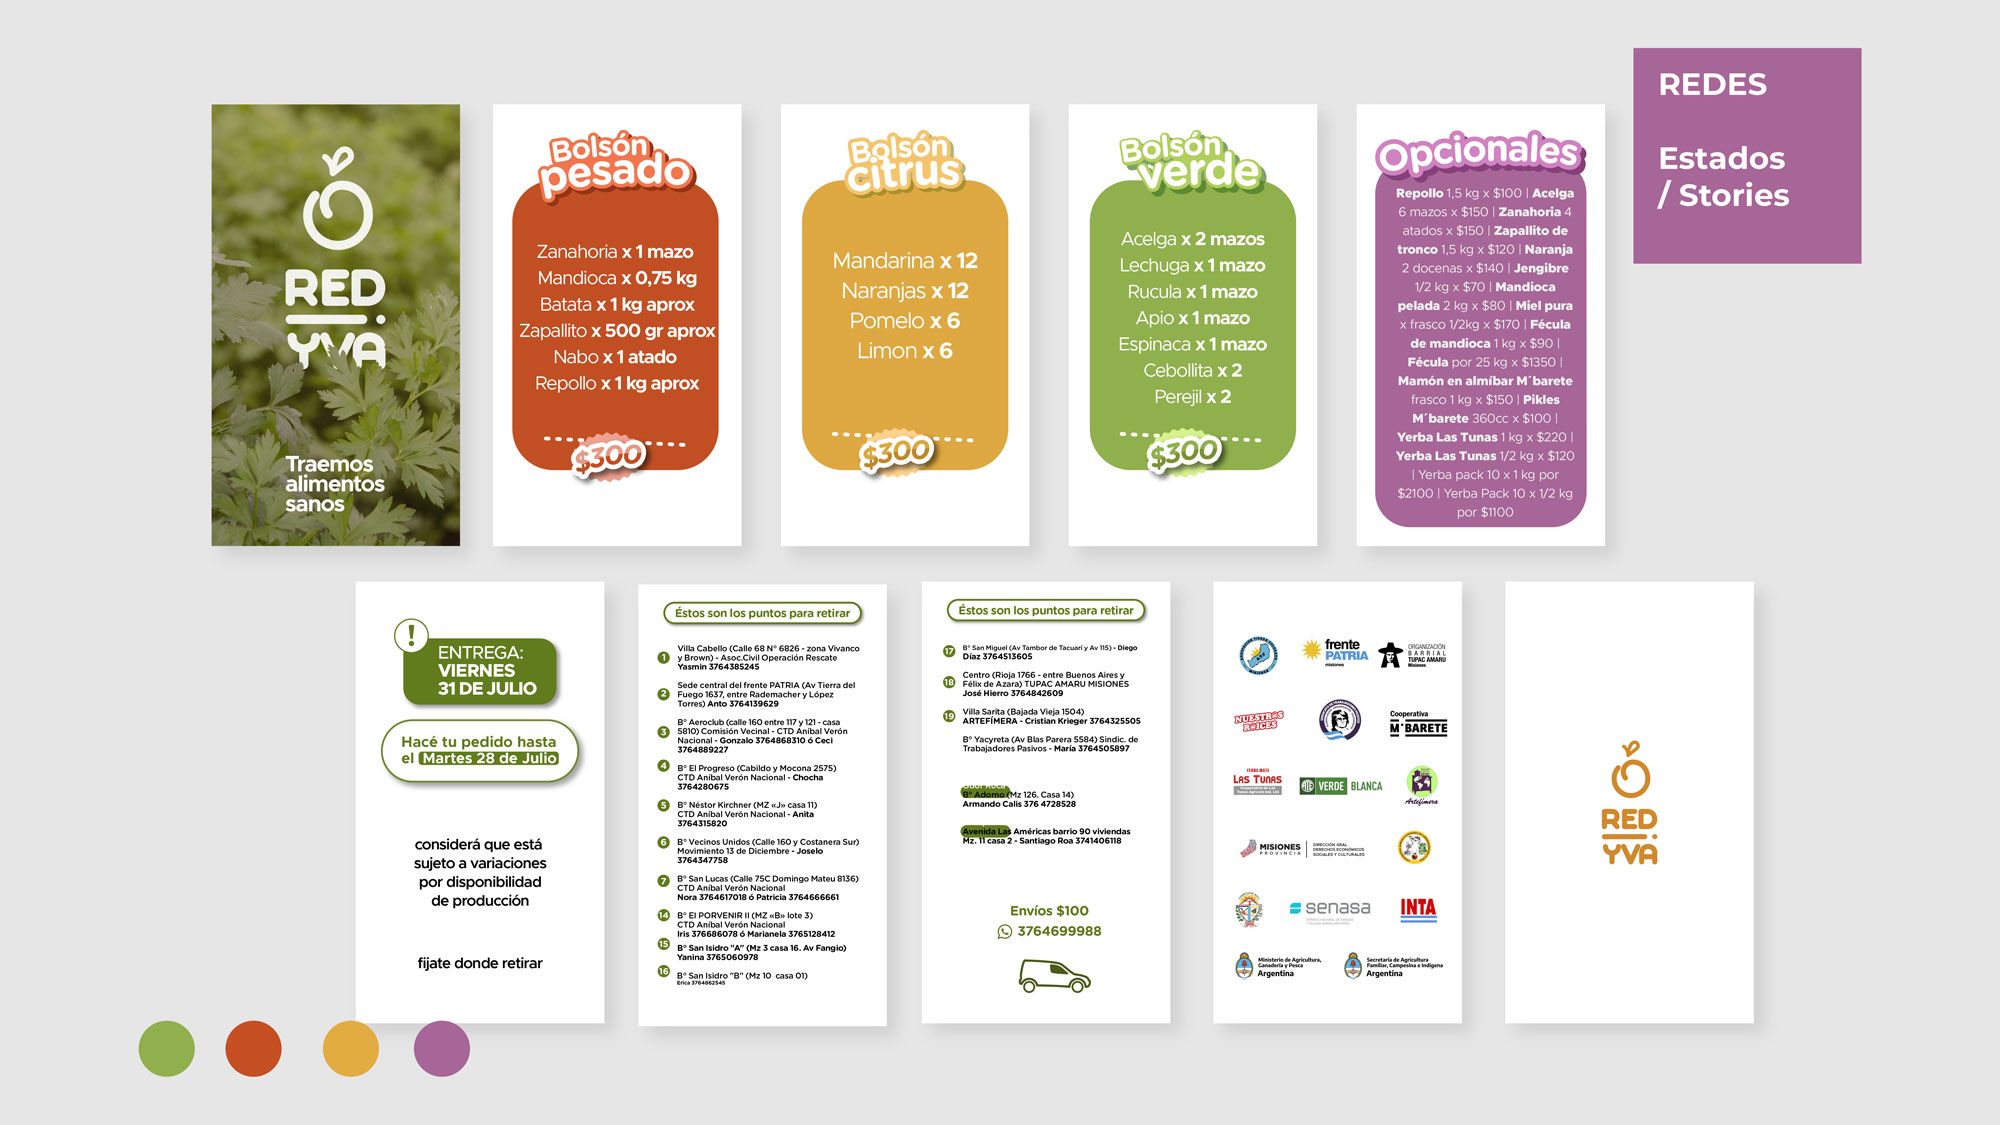 REDES
Estados
/ Stories
RED
YVA
Traemos
alimentos
sanos
Bolsón
pesado
Zanahoria x 1 mazo
Mandioca x 0,75 kg
Batata x 1 kg aprox
Zapallito x 500 gr aprox
Nabo x 1 atado
Repollo x 1 kg aprox
$300
Bolsón
citrus
Mandarina x 12
Naranjas x 12
Pomelo x 6
Limon x 6
$300
Bolsón
verde
Acelga x 2 mazos
Lechuga x 1 mazo
Rucula x 1 mazo
Apio x 1 mazo
Espinaca x 1 mazo
Cebollita x 2
Perejil x 2
$300
Opcionales
Repollo 1,5 kg x $100 | Acelga
6 mazos x $150 | Zanahoria 4
atados x $150 | Zapallito de
tronco 1,5 kg x $120 | Naranja
2 docenas x $140 | Jengibre
1/2 kg x $70 | Mandioca
pelada 2 kg x $80 | Miel pura
x frasco 1/2kg x $170 | Fécula
de mandioca 1 kg x $90 |
Fécula por 25 kg x $1350 |
Mamón en almíbar M´barete
frasco 1 kg x $150 | Pikles
M´barete 360cc x $100 |
Yerba Las Tunas 1 kg x $220 |
Yerba Las Tunas 1/2 kg x $120
| Yerba pack 10 x 1 kg por
$2100 | Yerba Pack 10 x 1/2 kg
por $1100
!
ENTREGA:
VIERNES
31 DE JULIO
Hacé tu pedido hasta
el Martes 28 de Julio
considerá que está
sujeto a variaciones
por disponibilidad
de producción
fijate donde retirar
Éstos son los puntos para retirar
1 Villa Cabello (Calle 68 N° 6826 - zona Vivanco
y Brown) - Asoc.Civil Operación Rescate
Yasmin 3764385245
2 Sede central del frente PATRIA (Av Tierra del
Fuego 1637, entre Rademacher y López
Torres) Anto 3764139629
3 B° Aeroclub (calle 160 entre 117 y 121 - casa
5810) Comisión Vecinal - CTD Aníbal Verón
Nacional - Gonzalo 3764868310 ó Ceci
3764889227
4 B° El Progreso (Cabildo y Mocona 2575)
CTD Aníbal Verón Nacional - Chocha
3764280675
5 B° Néstor Kirchner (MZ «J» casa 11)
CTD Aníbal Verón Nacional - Anita
3764315820
6 B° Vecinos Unidos (Calle 160 y Costanera Sur)
Movimiento 13 de Diciembre - Joselo
3764347758
7 B° San Lucas (Calle 75C Domingo Mateu 8136)
CTD Aníbal Verón Nacional
Nora 3764617018 ó Patricia 3764666661
14 B° El PORVENIR II (MZ «B» lote 3)
CTD Aníbal Verón Nacional
Iris 376686078 ó Marianela 3765128412
15 B° San Isidro "A" (Mz 3 casa 16. Av Fangio)
Yanina 3765060978
16 B° San Isidro "B" (Mz 10 casa 01)
Erica 3764862545
Éstos son los puntos para retirar
17 B° San Miguel (Av Tambor de Tacuarí y Av 115) - Diego
Díaz 3764513605
18 Centro (Rioja 1766 - entre Buenos Aires y
Félix de Azara) TUPAC AMARU MISIONES
José Hierro 3764842609
19 Villa Sarita (Bajada Vieja 1504)
ARTEFÍMERA - Cristian Krieger 3764325505
B° Yacyreta (Av Blas Parera 5584) Sindic. de
Trabajadores Pasivos - María 3764505897
B° Adorno (Mz 126. Casa 14)
Armando Calis 376 4728528
Avenida Las Américas barrio 90 viviendas
Mz. 11 casa 2 - Santiago Roa 3741406118
Envíos $100
3764699988
frente
PATRIA
misiones
ORGANIZACIÓN
BARRIAL
TUPAC AMARU
Misiones
NUESTRAS
RAÍCES
Cooperativa
M´BARETE
YERBA MATE
LAS TUNAS
ATE VERDE BLANCA
Artefímera
MISIONES
PROVINCIA
DIRECCIÓN GRAL
DERECHOS ECONÓMICOS
SOCIALES Y CULTURALES
senasa
INTA
Ministerio de Agricultura,
Ganadería y Pesca
Argentina
Secretaría de Agricultura
Familiar, Campesina e Indígena
Argentina
RED
YVA